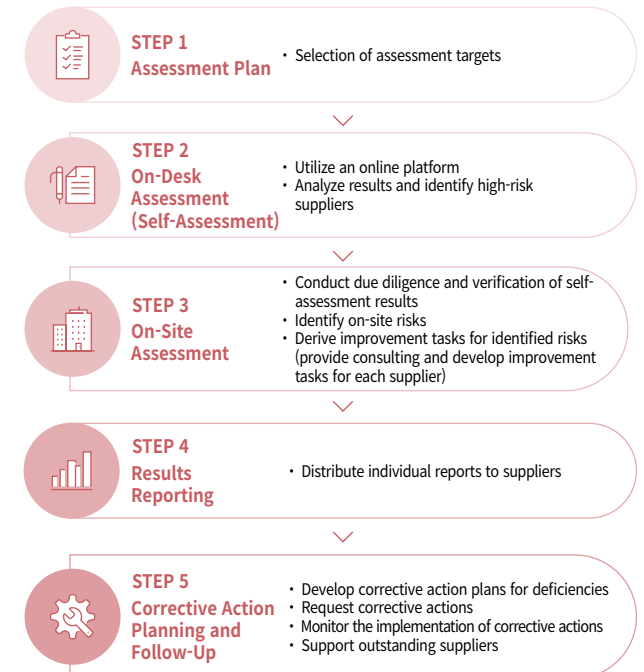 STEP 1
Assessment Plan
・ Selection of assessment targets
STEP 2
On-Desk
Assessment
(Self-Assessment)
・ Utilize an online platform
・ Analyze results and identify high-risk
suppliers
STEP 3
On-Site
Assessment
・ Conduct due diligence and verification of self-
assessment results
・ Identify on-site risks
・ Derive improvement tasks for identified risks
(provide consulting and develop improvement
tasks for each supplier)
STEP 4
Results
Reporting
・ Distribute individual reports to suppliers
STEP 5
Corrective Action
Planning and
Follow-Up
・ Develop corrective action plans for deficiencies
・ Request corrective actions
・ Monitor the implementation of corrective actions
・ Support outstanding suppliers